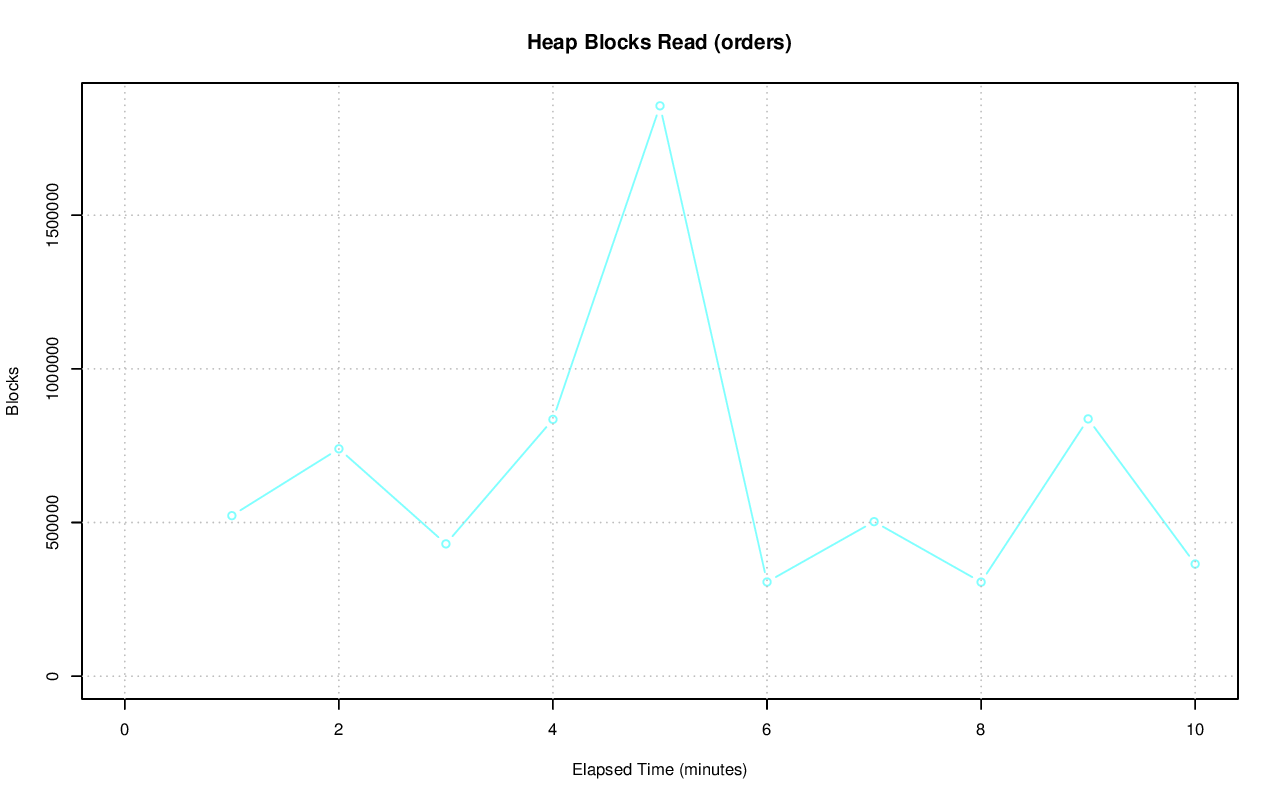 Heap Blocks Read (orders)
Blocks
1500000
1000000
500000
0
0 2 4 6 8 10
Elapsed Time (minutes)